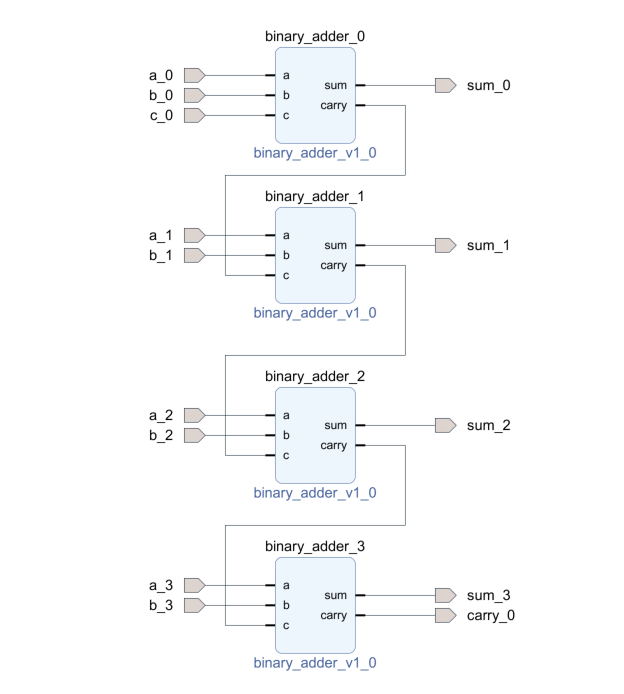 binary_adder_0
a_0
a
sum
sum_0
b_0
b
carry
c_0
c
binary_adder_v1_0
binary_adder_1
a_1
a
sum
sum_1
b_1
b
carry
c
binary_adder_v1_0
binary_adder_2
a_2
a
sum
sum_2
b_2
b
carry
c
binary_adder_v1_0
binary_adder_3
a_3
a
sum
sum_3
b_3
b
carry
carry_0
c
binary_adder_v1_0